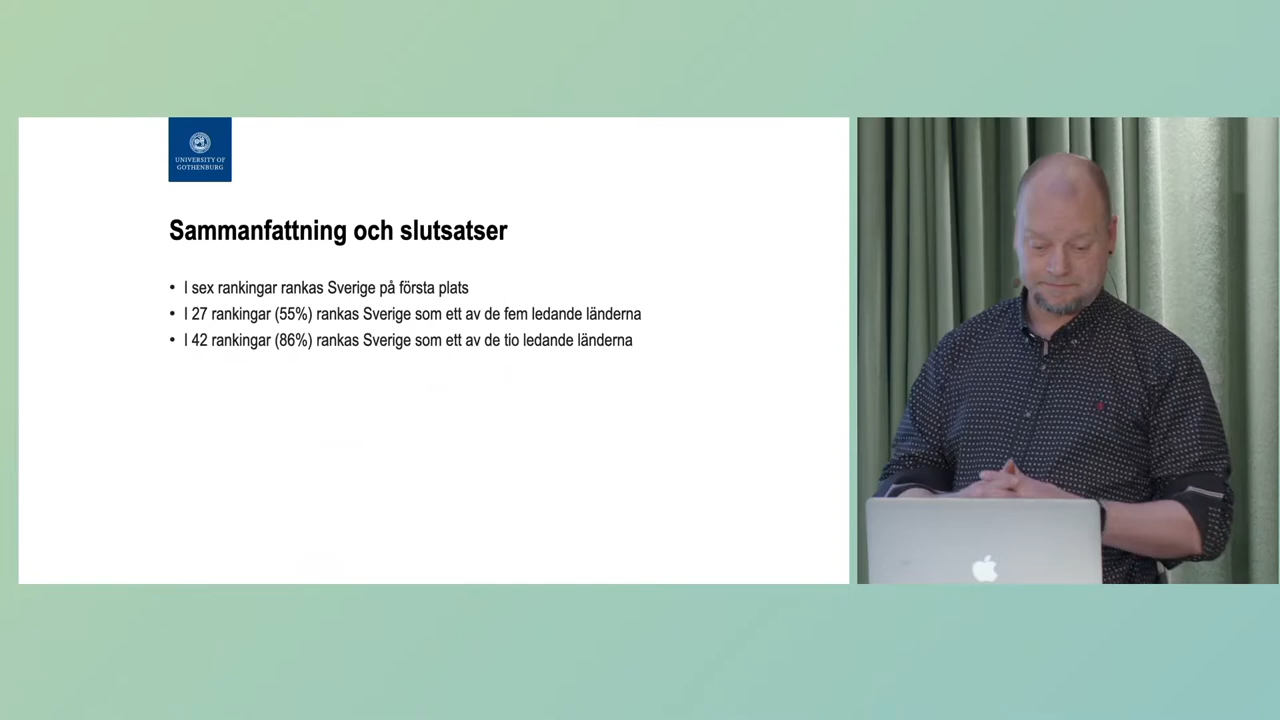 UNIVERSITY OF
GOTHENBURG
Sammanfattning och slutsatser
• I sex rankingar rankas Sverige på första plats
• I 27 rankingar (55%) rankas Sverige som ett av de fem ledande länderna
• I 42 rankingar (86%) rankas Sverige som ett av de tio ledande länderna